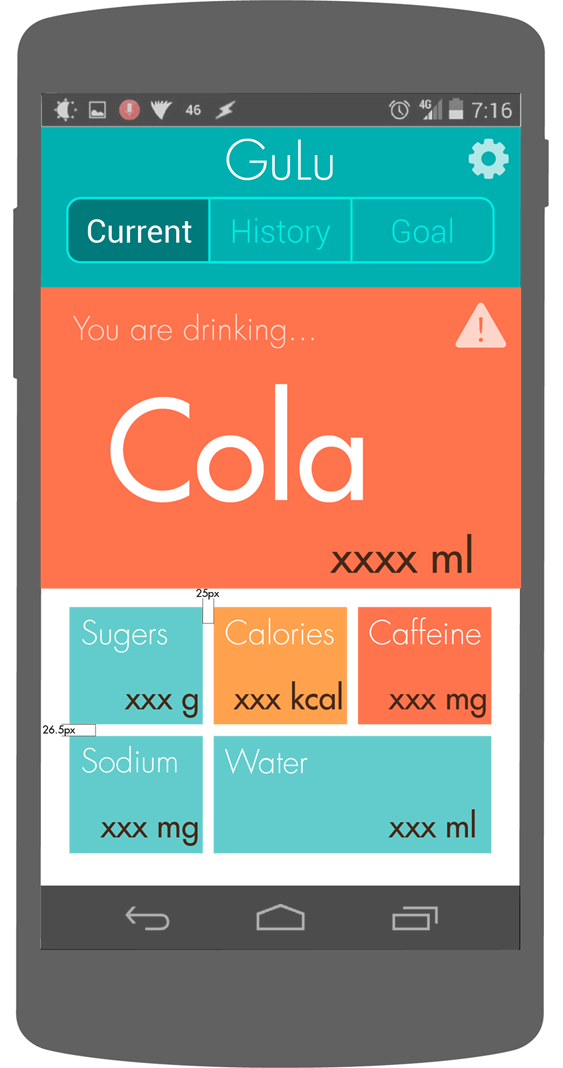 46 4G 7:16
GuLu
Current History Goal
You are drinking...
Cola
xxxx ml
25px
Sugers Calories Caffeine
xxx g xxx kcal xxx mg
26.5px
Sodium Water
xxx mg xxx ml